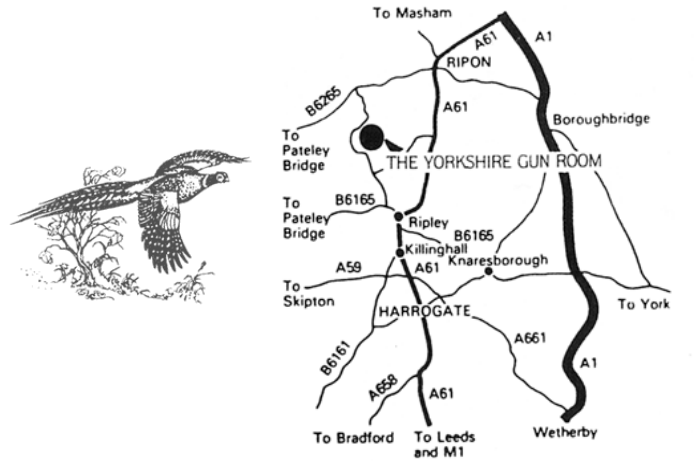 To Masham
A61
A1
RIPON
B6265
A61
Boroughbridge
To
Pateley
Bridge
THE YORKSHIRE GUN ROOM
B6165
To
Pateley
Bridge
Ripley
B6165
Killinghall
Knaresborough
A59
A61
To
Skipton
To York
HARROGATE
A661
B6161
A1
A658
A61
Wetherby
To Bradford
To Leeds
and M1